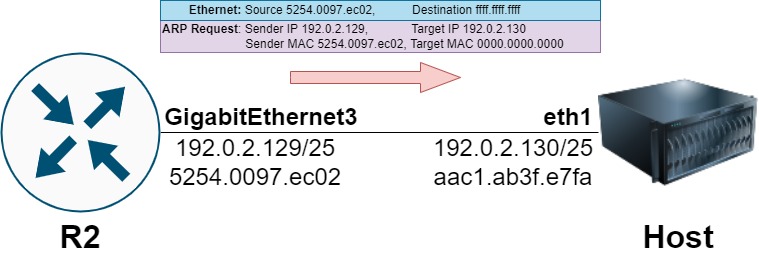 Ethernet: Source 5254.0097.ec02, Destination ffff.ffff.ffff
ARP Request: Sender IP 192.0.2.129, Target IP 192.0.2.130
Sender MAC 5254.0097.ec02, Target MAC 0000.0000.0000
GigabitEthernet3 eth1
192.0.2.129/25 192.0.2.130/25
5254.0097.ec02 aac1.ab3f.e7fa
R2 Host